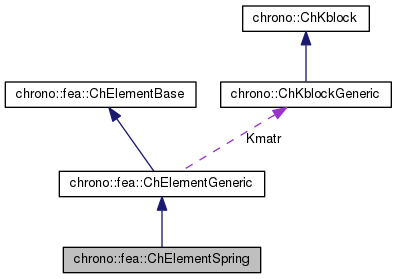 chrono::ChKblock
chrono::fea::ChElementBase
chrono::ChKblockGeneric
Kmatr
chrono::fea::ChElementGeneric
chrono::fea::ChElementSpring